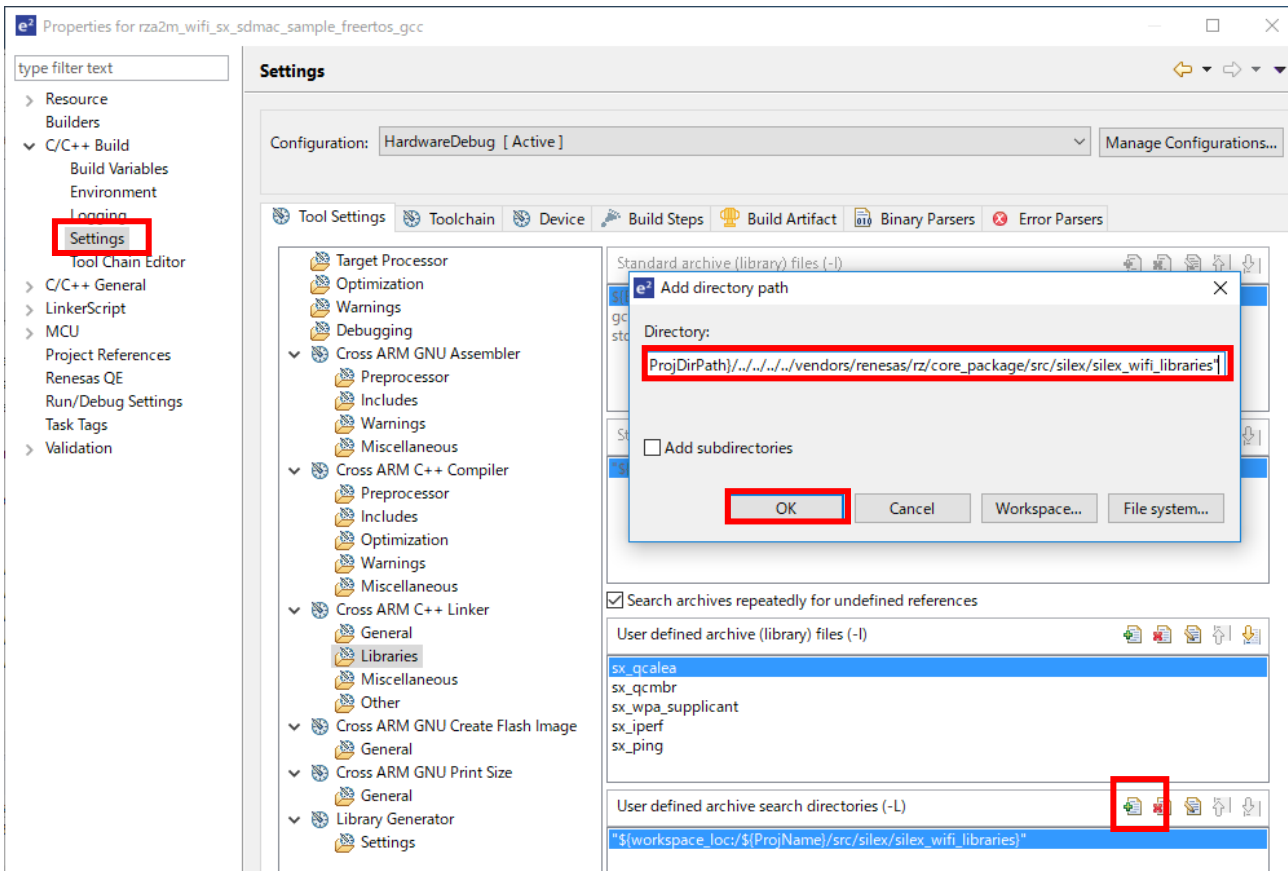 e² Properties for rza2m_wifi_sx_sdmac_sample_freertos_gcc
type filter text
Resource
Builders
C/C++ Build
Build Variables
Environment
Logging
Settings
Tool Chain Editor
C/C++ General
LinkerScript
MCU
Project References
Renesas QE
Run/Debug Settings
Task Tags
Validation
Settings
Configuration: HardwareDebug [ Active ] Manage Configurations...
Tool Settings Toolchain Device Build Steps Build Artifact Binary Parsers Error Parsers
Target Processor
Optimization
Warnings
Debugging
Cross ARM GNU Assembler
Preprocessor
Includes
Warnings
Miscellaneous
Cross ARM C++ Compiler
Preprocessor
Includes
Optimization
Warnings
Miscellaneous
Cross ARM C++ Linker
General
Libraries
Miscellaneous
Other
Cross ARM GNU Create Flash Image
General
Cross ARM GNU Print Size
General
Library Generator
Settings
Standard archive (library) files (-l)
e² Add directory path
Directory:
ProjDirPath}/../../../../vendors/renesas/rz/core_package/src/silex/silex_wifi_libraries"
Add subdirectories
OK Cancel Workspace... File system...
Search archives repeatedly for undefined references
User defined archive (library) files (-l)
sx_qcalea
sx_qcmbr
sx_wpa_supplicant
sx_iperf
sx_ping
User defined archive search directories (-L)
"${workspace_loc:/${ProjName}/src/silex/silex_wifi_libraries}"